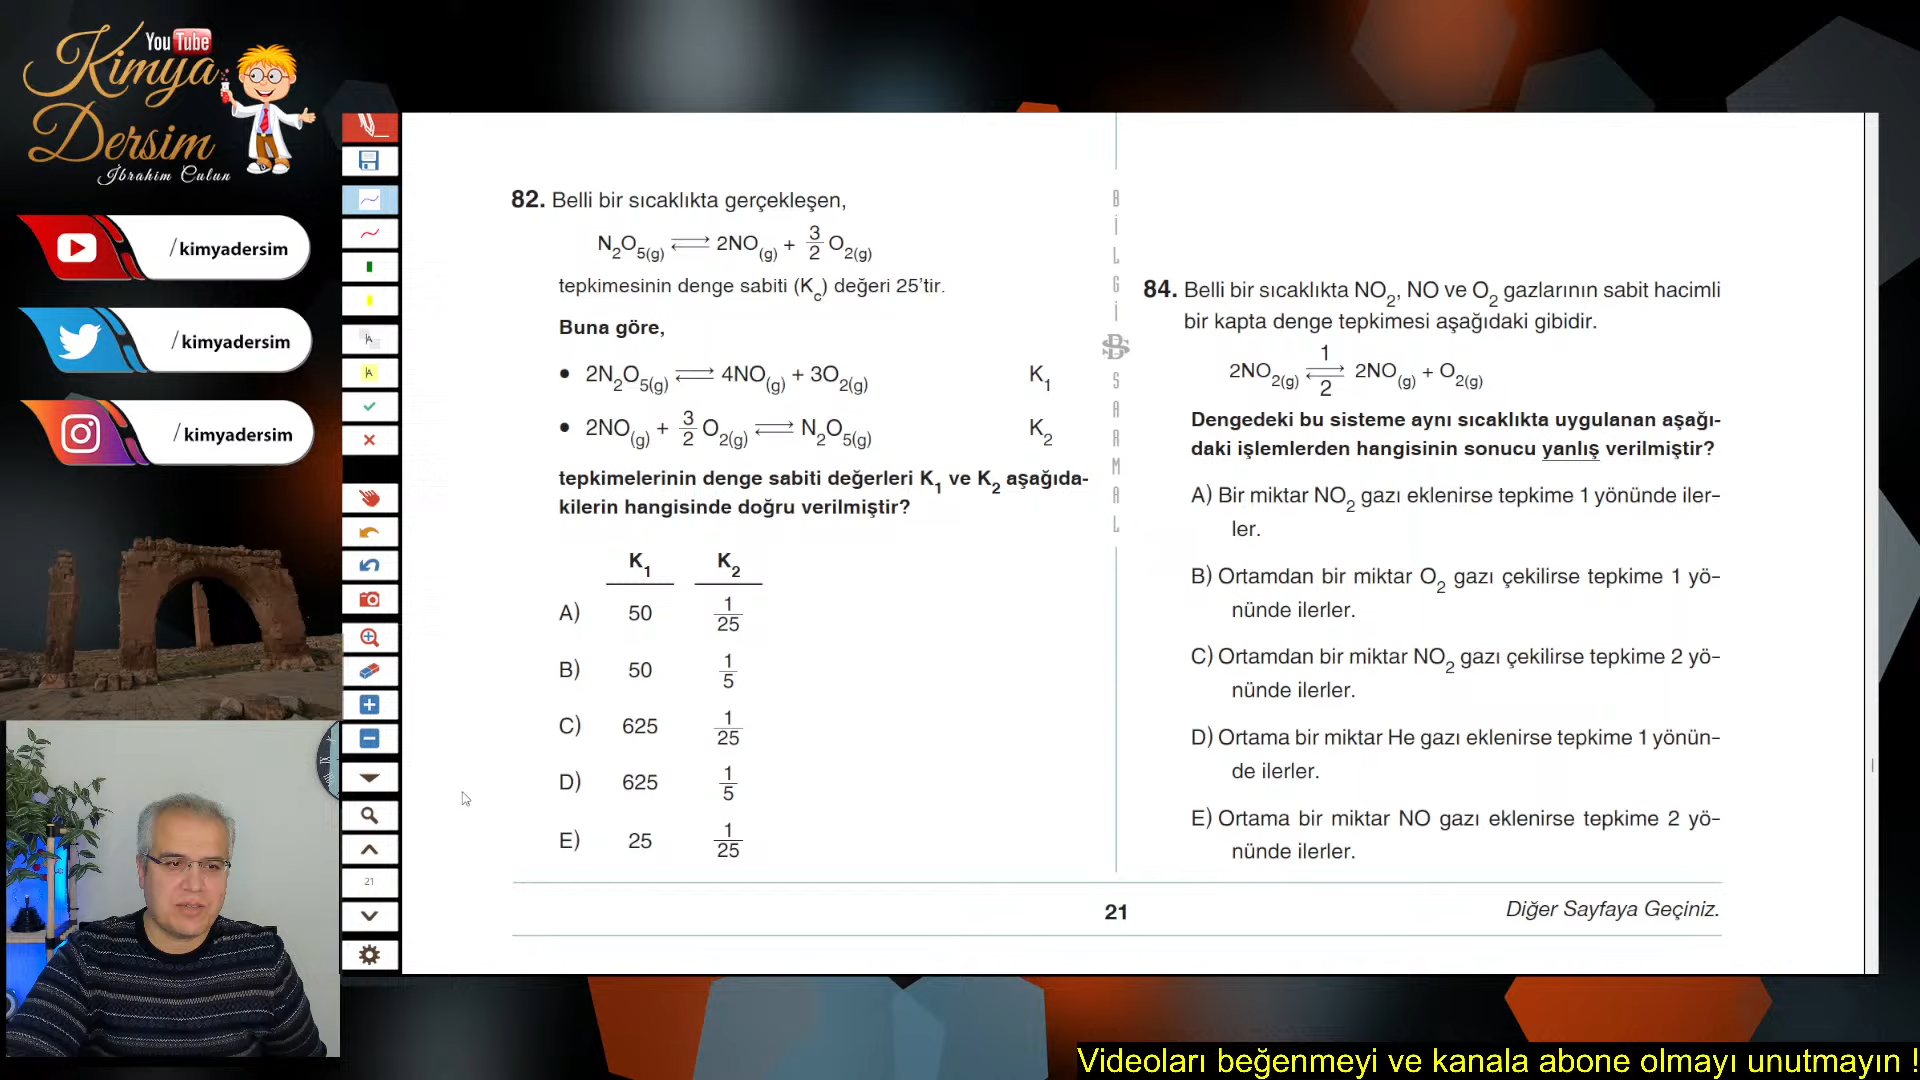 You Tube
Kimya
Dersim
İbrahim Culun
/kimyadersim
/kimyadersim
/kimyadersim
21
82. Belli bir sıcaklıkta gerçekleşen,
N2O5(g) ⇌ 2NO(g) + 3/2 O2(g)
tepkimesinin denge sabiti (Kc) değeri 25'tir.
Buna göre,
• 2N2O5(g) ⇌ 4NO(g) + 3O2(g) K1
• 2NO(g) + 3/2 O2(g) ⇌ N2O5(g) K2
tepkimelerinin denge sabiti değerleri K1 ve K2 aşağıda-
kilerin hangisinde doğru verilmiştir?
K1 K2
A) 50 1/25
B) 50 1/5
C) 625 1/25
D) 625 1/5
E) 25 1/25
BİLGİ SARMAL
84. Belli bir sıcaklıkta NO2, NO ve O2 gazlarının sabit hacimli
bir kapta denge tepkimesi aşağıdaki gibidir.
2NO2(g) 1⇌2 2NO(g) + O2(g)
Dengedeki bu sisteme aynı sıcaklıkta uygulanan aşağı-
daki işlemlerden hangisinin sonucu yanlış verilmiştir?
A) Bir miktar NO2 gazı eklenirse tepkime 1 yönünde iler-
ler.
B) Ortamdan bir miktar O2 gazı çekilirse tepkime 1 yö-
nünde ilerler.
C) Ortamdan bir miktar NO2 gazı çekilirse tepkime 2 yö-
nünde ilerler.
D) Ortama bir miktar He gazı eklenirse tepkime 1 yönün-
de ilerler.
E) Ortama bir miktar NO gazı eklenirse tepkime 2 yö-
nünde ilerler.
21
Diğer Sayfaya Geçiniz.
Videoları beğenmeyi ve kanala abone olmayı unutmayın !